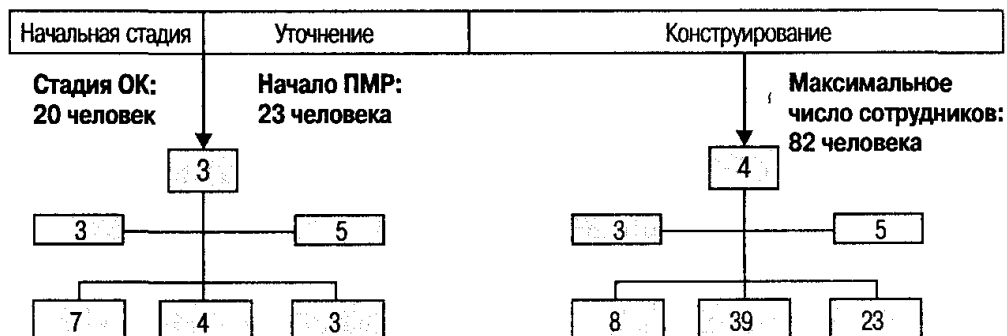 Начальная стадия Уточнение Конструирование
Стадия ОК:
20 человек
Начало ПМР:
23 человека
Максимальное
число сотрудников:
82 человека
3
4
3 5
3 5
7 4 3
8 39 23